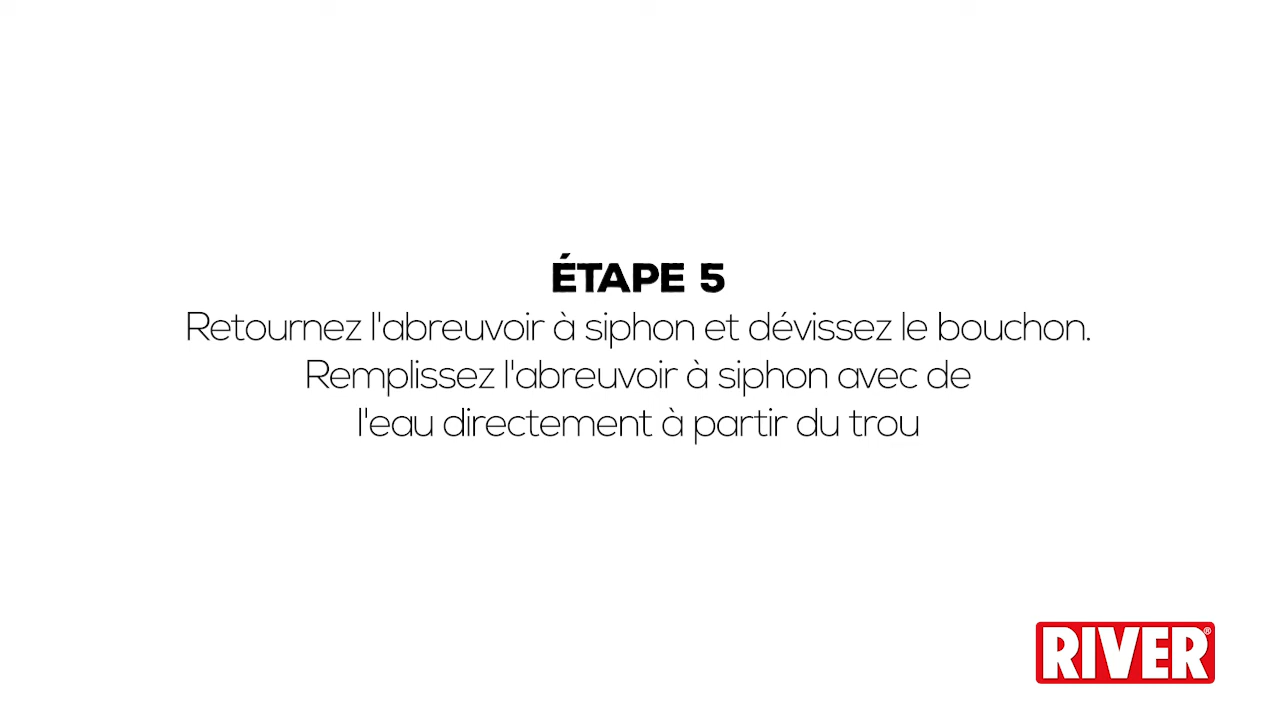 ÉTAPE 5
Retournez l'abreuvoir à siphon et dévissez le bouchon.
Remplissez l'abreuvoir à siphon avec de
l'eau directement à partir du trou
RIVER®